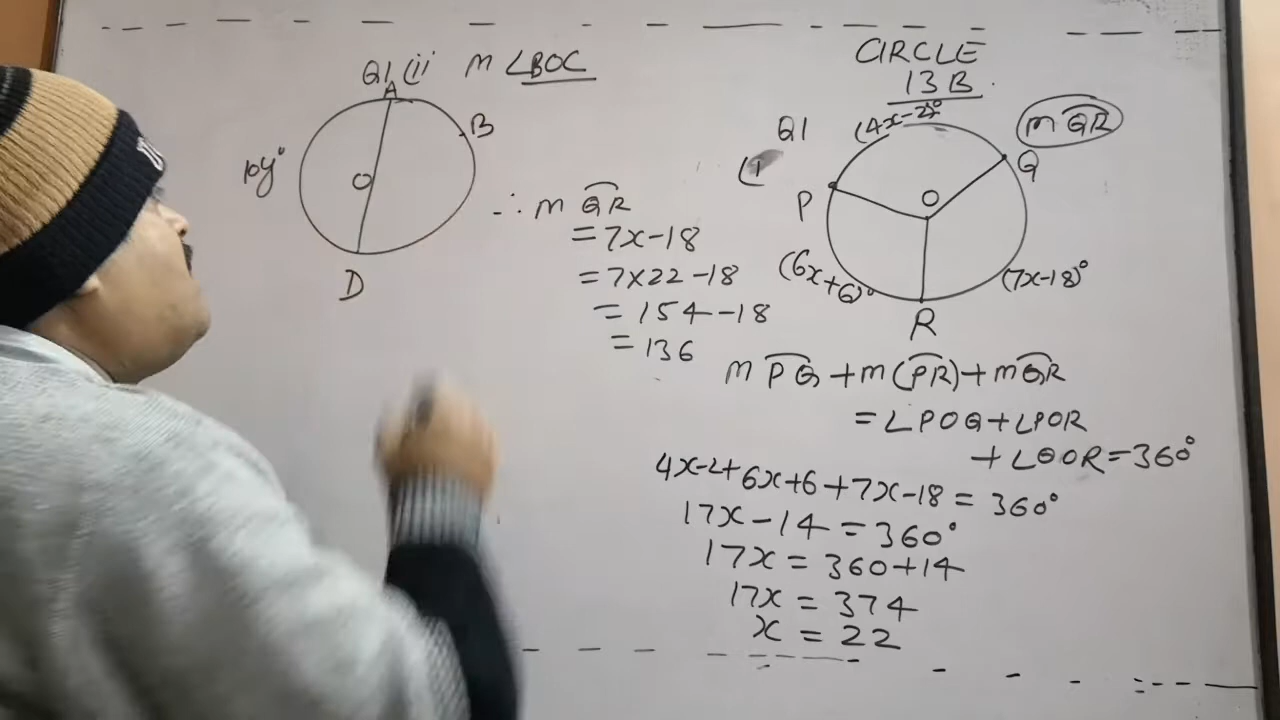 CIRCLE
13 B
Q1
(i
m QR
(4x-2)°
P
Q
O
R
(6x+6)°
(7x-18)°
m PQ + m(PR) + m QR
= ∠POQ + ∠POR
+ ∠QOR = 360°
4x-2+6x+6+7x-18 = 360°
17x - 14 = 360°
17x = 360+14
17x = 374
x = 22
∴ m QR
= 7x-18
= 7x22-18
= 154-18
= 136
Q1 (ii m ∠BOC
A
B
10y°
O
D